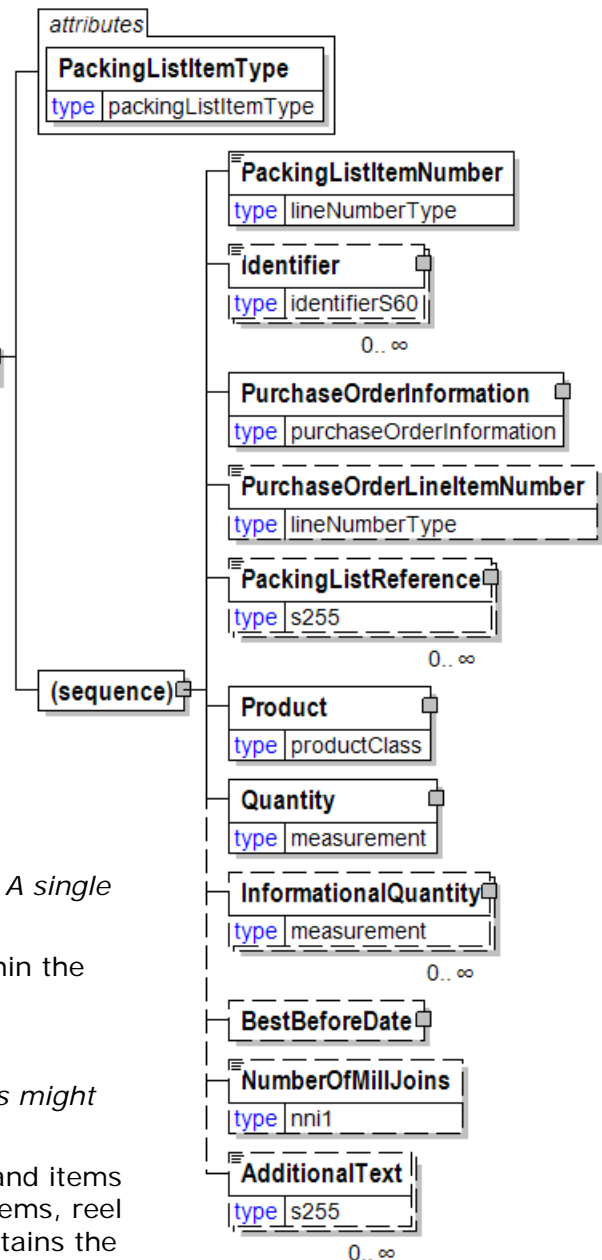 attributes
PackingListItemType
type packingListItemType
PackingListItemNumber
type lineNumberType
Identifier
type identifierS60
0.. ∞
PurchaseOrderInformation
type purchaseOrderInformation
PurchaseOrderLineItemNumber
type lineNumberType
PackingListReference
type s255
0.. ∞
(sequence)
Product
type productClass
Quantity
type measurement
InformationalQuantity
type measurement
0.. ∞
BestBeforeDate
NumberOfMillJoins
type nni1
AdditionalText
type s255
0.. ∞
A single
in the
s might
and items
ems, reel
tains the